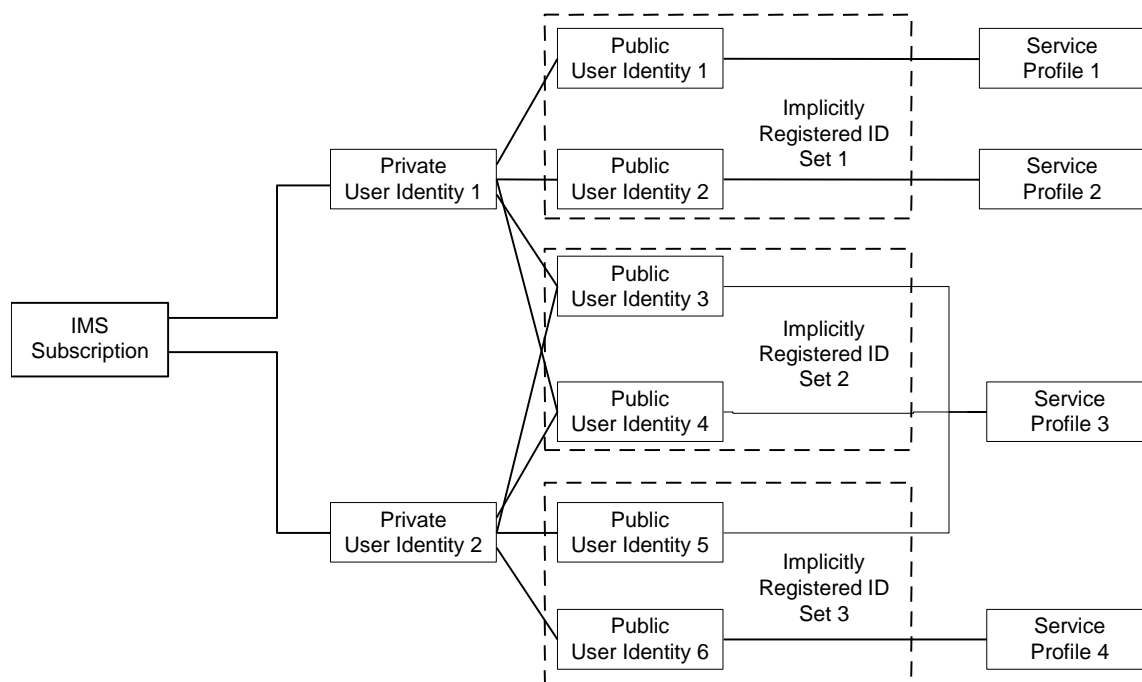 Public
User Identity 1
Service
Profile 1
Implicitly
Registered ID
Set 1
Private
User Identity 1
Public
User Identity 2
Service
Profile 2
Public
User Identity 3
IMS
Subscription
Implicitly
Registered ID
Set 2
Public
User Identity 4
Service
Profile 3
Private
User Identity 2
Public
User Identity 5
Implicitly
Registered ID
Set 3
Public
User Identity 6
Service
Profile 4